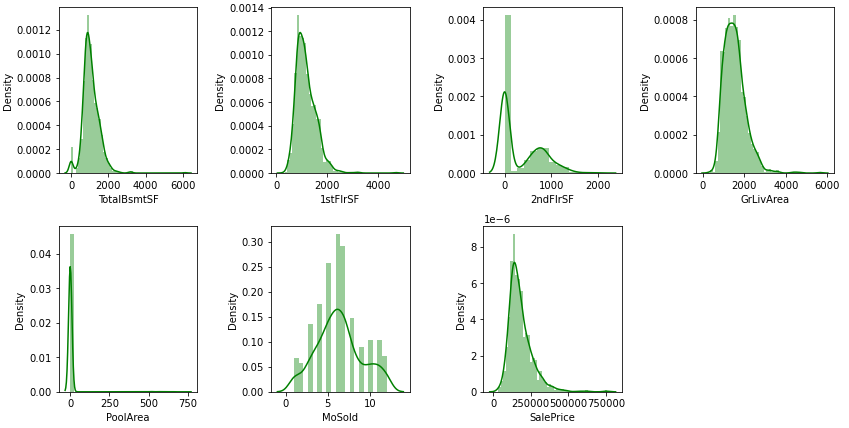 Density
0.0012
0.0010
0.0008
0.0006
0.0004
0.0002
0.0000
0 2000 4000 6000
TotalBsmtSF
Density
0.0014
0.0012
0.0010
0.0008
0.0006
0.0004
0.0002
0.0000
0 2000 4000
1stFlrSF
Density
0.004
0.003
0.002
0.001
0.000
0 1000 2000
2ndFlrSF
Density
0.0008
0.0006
0.0004
0.0002
0.0000
0 2000 4000 6000
GrLivArea
Density
0.04
0.03
0.02
0.01
0.00
0 250 500 750
PoolArea
Density
0.30
0.25
0.20
0.15
0.10
0.05
0.00
0 5 10
MoSold
1e−6
Density
8
6
4
2
0
0 250000 500000 750000
SalePrice